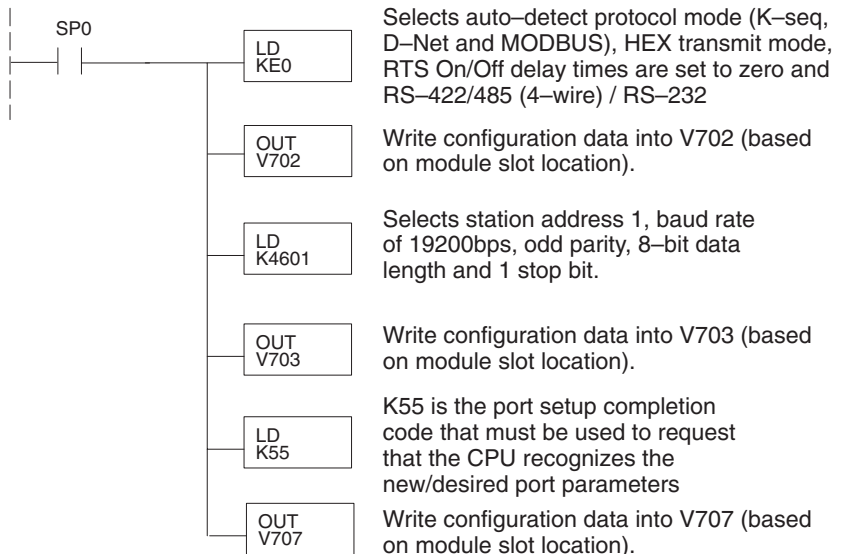 SP0
LD
KE0
Selects auto–detect protocol mode (K–seq,
D–Net and MODBUS), HEX transmit mode,
RTS On/Off delay times are set to zero and
RS–422/485 (4–wire) / RS–232
OUT
V702
Write configuration data into V702 (based
on module slot location).
LD
K4601
Selects station address 1, baud rate
of 19200bps, odd parity, 8–bit data
length and 1 stop bit.
OUT
V703
Write configuration data into V703 (based
on module slot location).
LD
K55
K55 is the port setup completion
code that must be used to request
that the CPU recognizes the
new/desired port parameters
OUT
V707
Write configuration data into V707 (based
on module slot location).